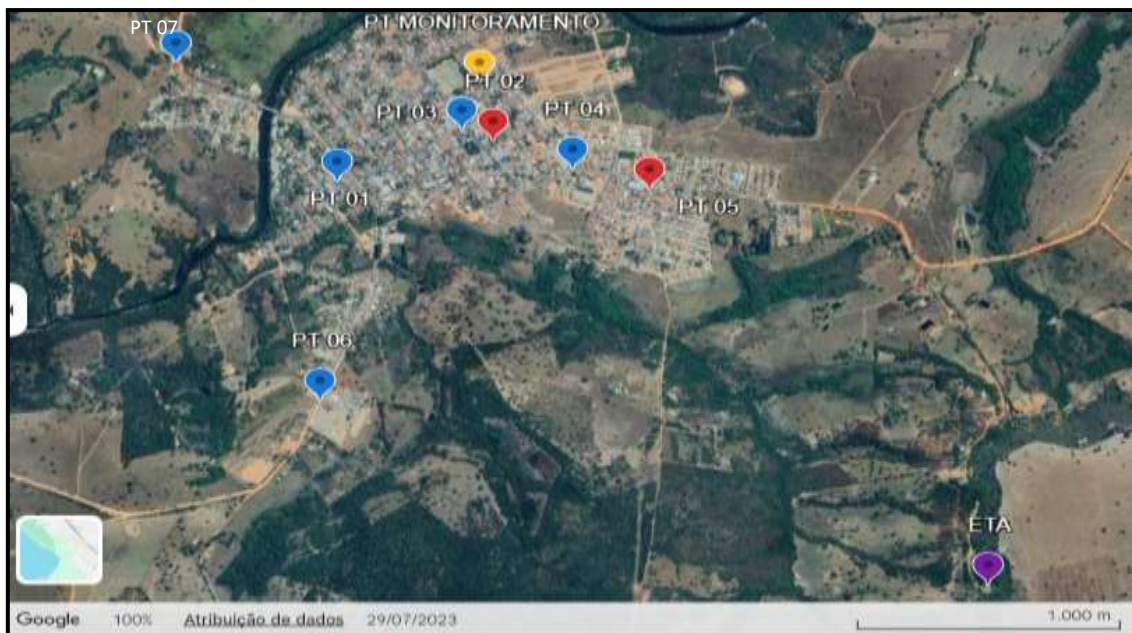 PT MONITORAMENTO
PT 07
PT 02
PT 03
PT 04
PT 01
PT 05
PT 06
ETA
Google 100% Atribuição de dados 29/07/2023 1.000 m